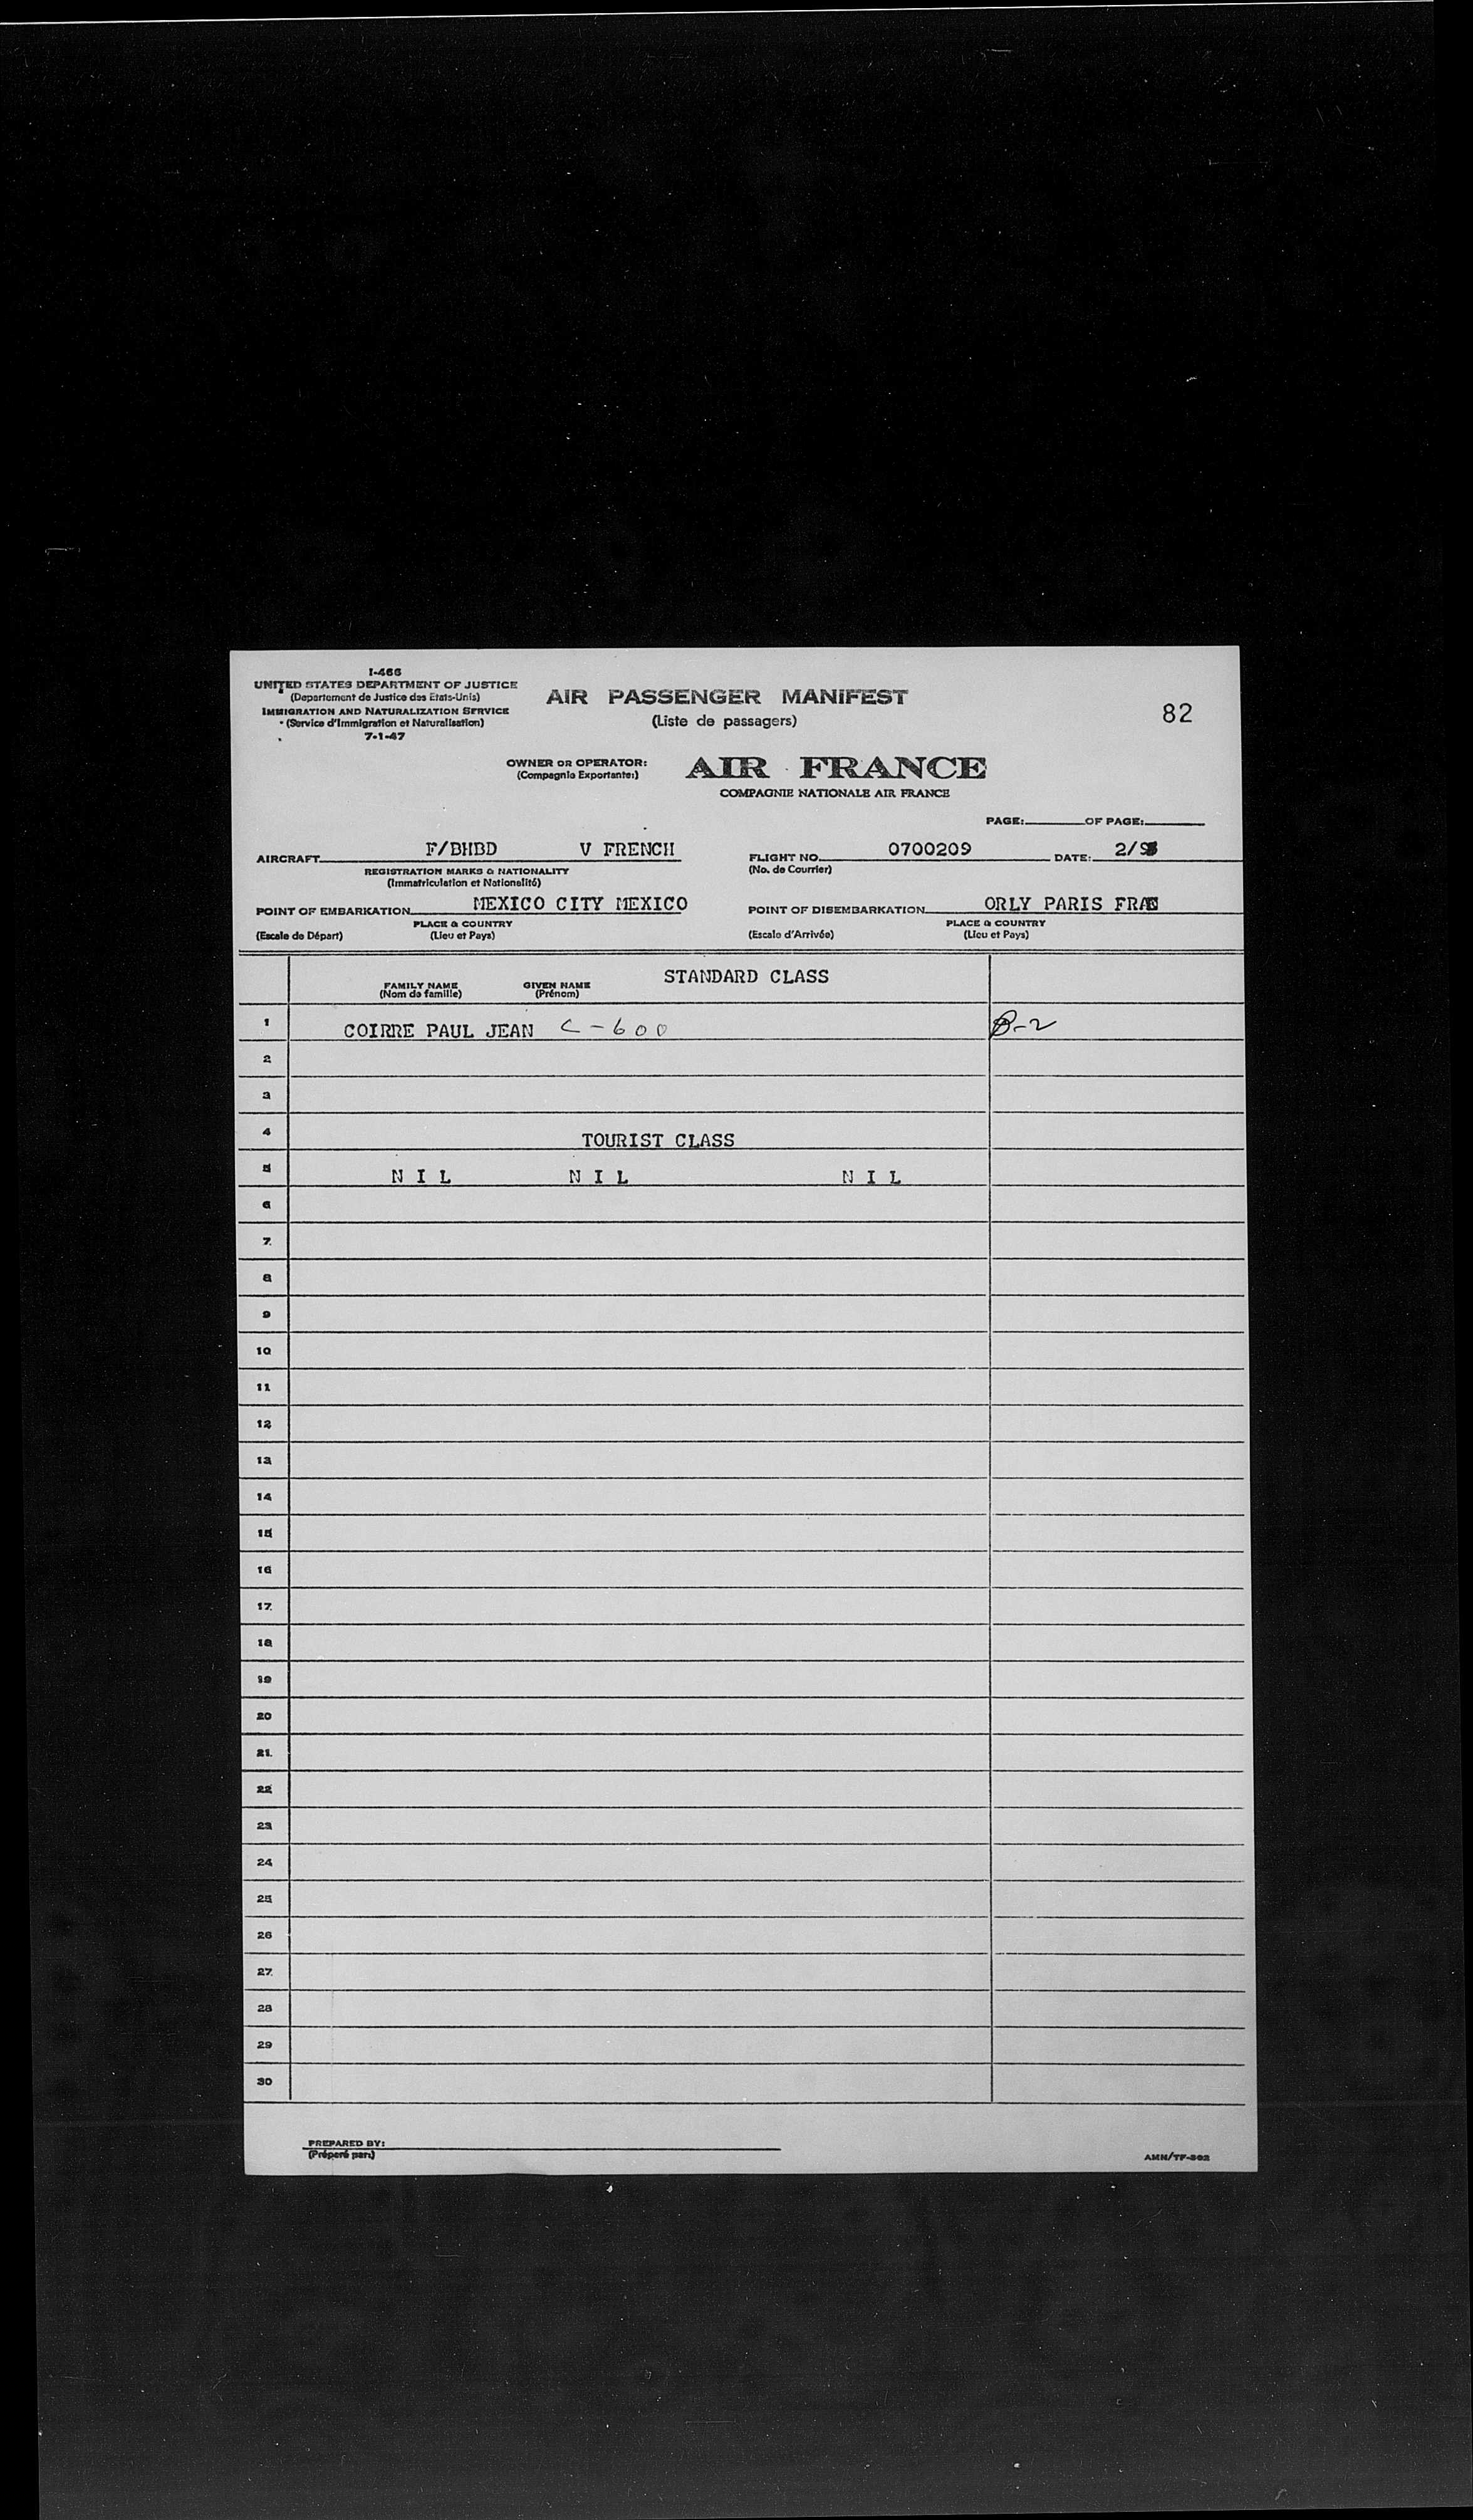 I-466
UNITED STATES DEPARTMENT OF JUSTICE
(Departement de Justice des Etats-Unis)
IMMIGRATION AND NATURALIZATION SERVICE
(Service d'Immigration et Naturalisation)
7-1-47
AIR PASSENGER MANIFEST
(Liste de passagers)
82
OWNER OR OPERATOR: AIR FRANCE
(Compagnie Exportante:)
COMPAGNIE NATIONALE AIR FRANCE
PAGE: OF PAGE:
AIRCRAFT F/BHBD V FRENCH FLIGHT NO. 0700209 DATE:
REGISTRATION MARKS & NATIONALITY (No. de Courrier)
(Immatriculation et Nationalité)
POINT OF EMBARKATION MEXICO CITY MEXICO POINT OF DISEMBARKATION ORLY PARIS
PLACE & COUNTRY PLACE & COUNTRY
(Escale de Départ) (Lieu et Pays) (Escale d'Arrivée) (Lieu et Pays)
STANDARD CLASS
FAMILY NAME GIVEN NAME
(Nom de famille) (Prénom)
1 COIRRE PAUL JEAN C-600 B-2
2
3
4 TOURIST CLASS
5 N I L N I L N I L
6
7
8
9
10
11
12
13
14
15
16
17
18
19
20
21
22
23
24
25
26
27
28
29
30
PREPARED BY:
(Préparé par:)
AMN/TF-502